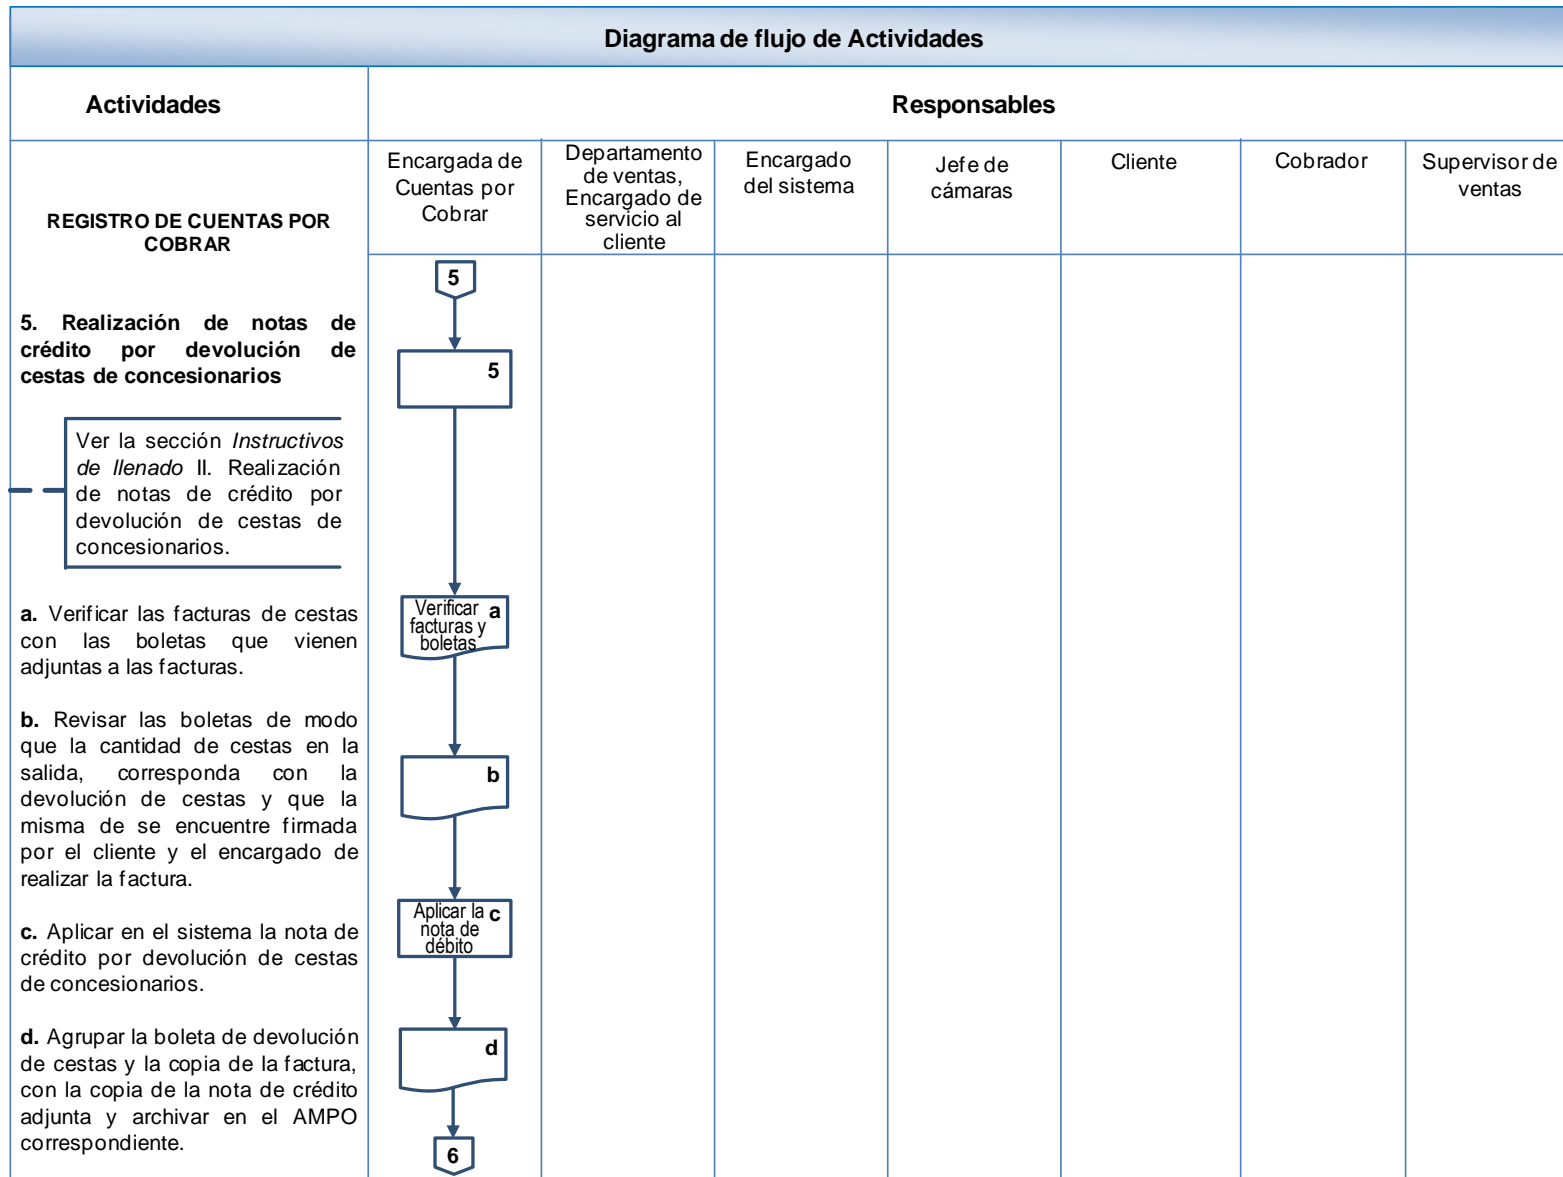 Diagrama de flujo de Actividades
Actividades
Responsables
REGISTRO DE CUENTAS POR
COBRAR
Encargada de
Cuentas por
Cobrar
Departamento
de ventas,
Encargado de
servicio al
cliente
Encargado
del sistema
Jefe de
cámaras
Cliente
Cobrador
Supervisor de
ventas
5. Realización de notas de
crédito por devolución de
cestas de concesionarios
Ver la sección Instructivos
de llenado II. Realización
de notas de crédito por
devolución de cestas de
concesionarios.
a. Verificar las facturas de cestas
con las boletas que vienen
adjuntas a las facturas.
b. Revisar las boletas de modo
que la cantidad de cestas en la
salida, corresponda con la
devolución de cestas y que la
misma de se encuentre firmada
por el cliente y el encargado de
realizar la factura.
c. Aplicar en el sistema la nota de
crédito por devolución de cestas
de concesionarios.
d. Agrupar la boleta de devolución
de cestas y la copia de la factura,
con la copia de la nota de crédito
adjunta y archivar en el AMPO
correspondiente.
5
5
Verificar a
facturas y
boletas
b
Aplicar la c
nota de
débito
d
6